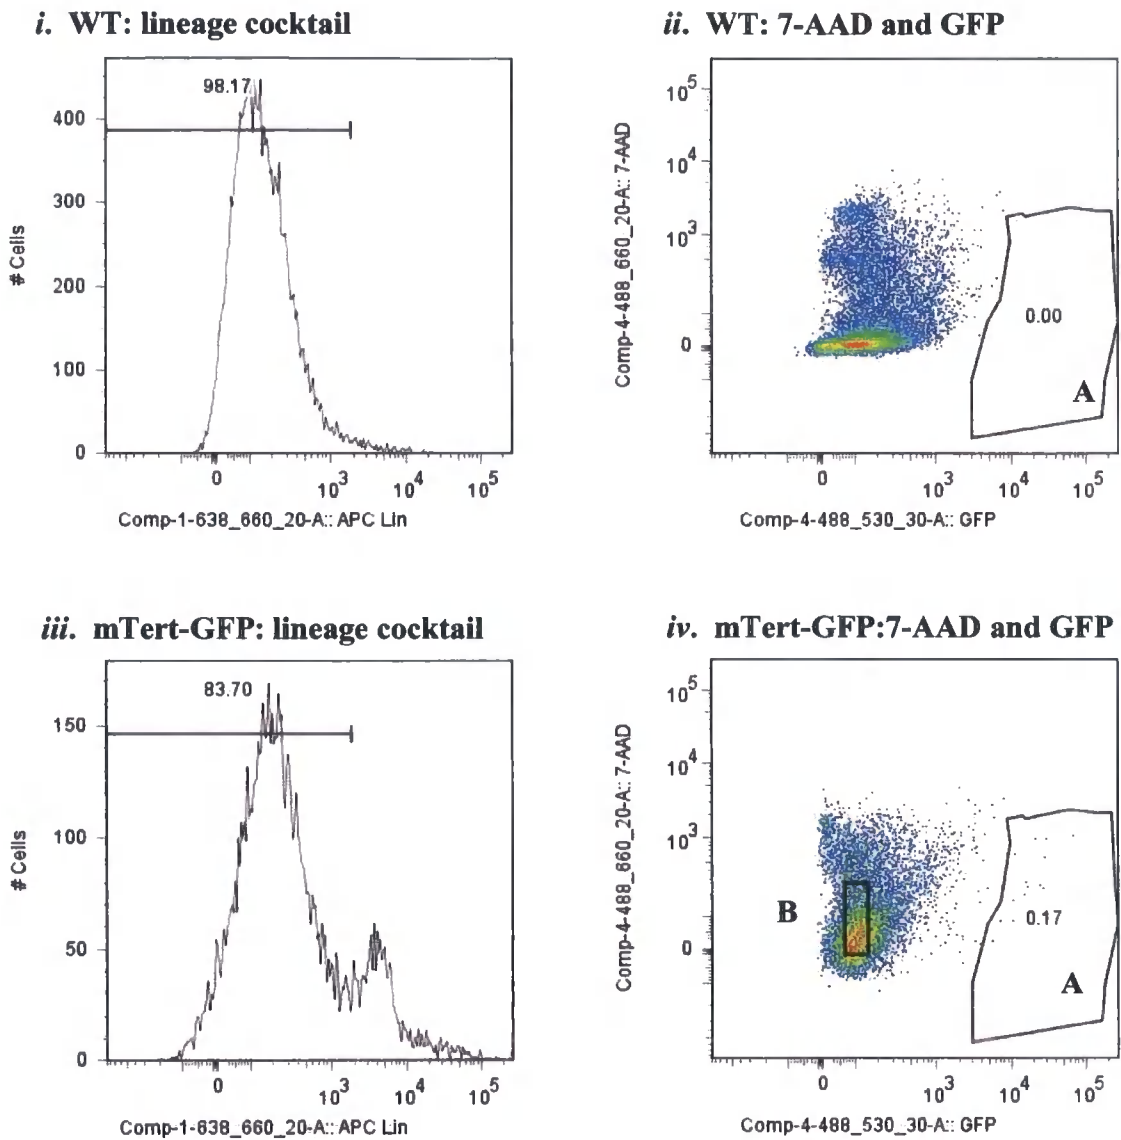 i. WT: lineage cocktail
98.17
400
300
200
100
0
# Cells
0 10³ 10⁴ 10⁵
Comp-1-638_660_20-A:: APC Lin
ii. WT: 7-AAD and GFP
10⁵
10⁴
10³
0
Comp-4-488_660_20-A:: 7-AAD
0.00
A
0 10³ 10⁴ 10⁵
Comp-4-488_530_30-A:: GFP
iii. mTert-GFP: lineage cocktail
83.70
150
100
50
0
# Cells
0 10³ 10⁴ 10⁵
Comp-1-638_660_20-A:: APC Lin
iv. mTert-GFP:7-AAD and GFP
10⁵
10⁴
10³
0
Comp-4-488_660_20-A:: 7-AAD
B
0.17
A
0 10³ 10⁴ 10⁵
Comp-4-488_530_30-A:: GFP